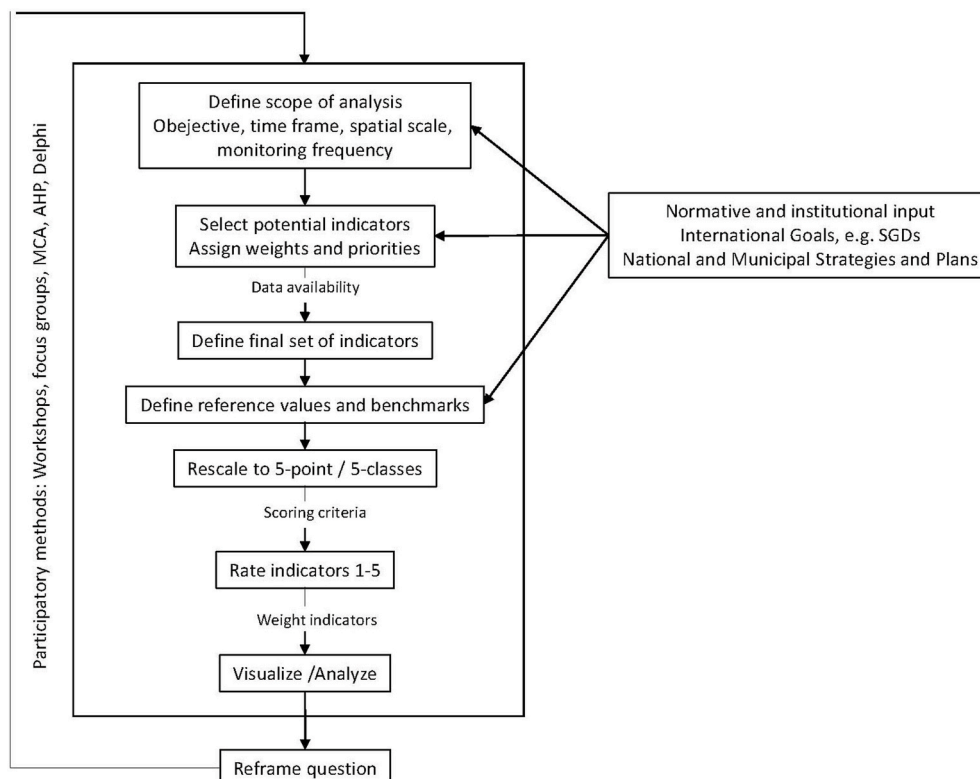 Participatory methods: Workshops, focus groups, MCA, AHP, Delphi
Define scope of analysis
Obejective, time frame, spatial scale,
monitoring frequency
Select potential indicators
Assign weights and priorities
Data availability
Define final set of indicators
Define reference values and benchmarks
Rescale to 5-point / 5-classes
Scoring criteria
Rate indicators 1-5
Weight indicators
Visualize /Analyze
Reframe question
Normative and institutional input
International Goals, e.g. SGDs
National and Municipal Strategies and Plans